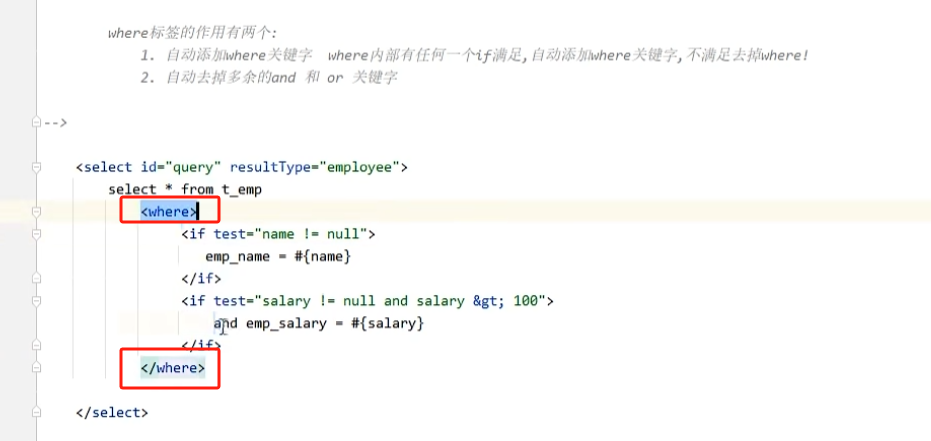 where标签的作用有两个:
1. 自动添加where关键字 where内部有任何一个if满足,自动添加where关键字,不满足去掉where!
2. 自动去掉多余的and 和 or 关键字
-->
<select id="query" resultType="employee">
select * from t_emp
<where>
<if test="name != null">
emp_name = #{name}
</if>
<if test="salary != null and salary &gt; 100">
and emp_salary = #{salary}
</if>
</where>
</select>